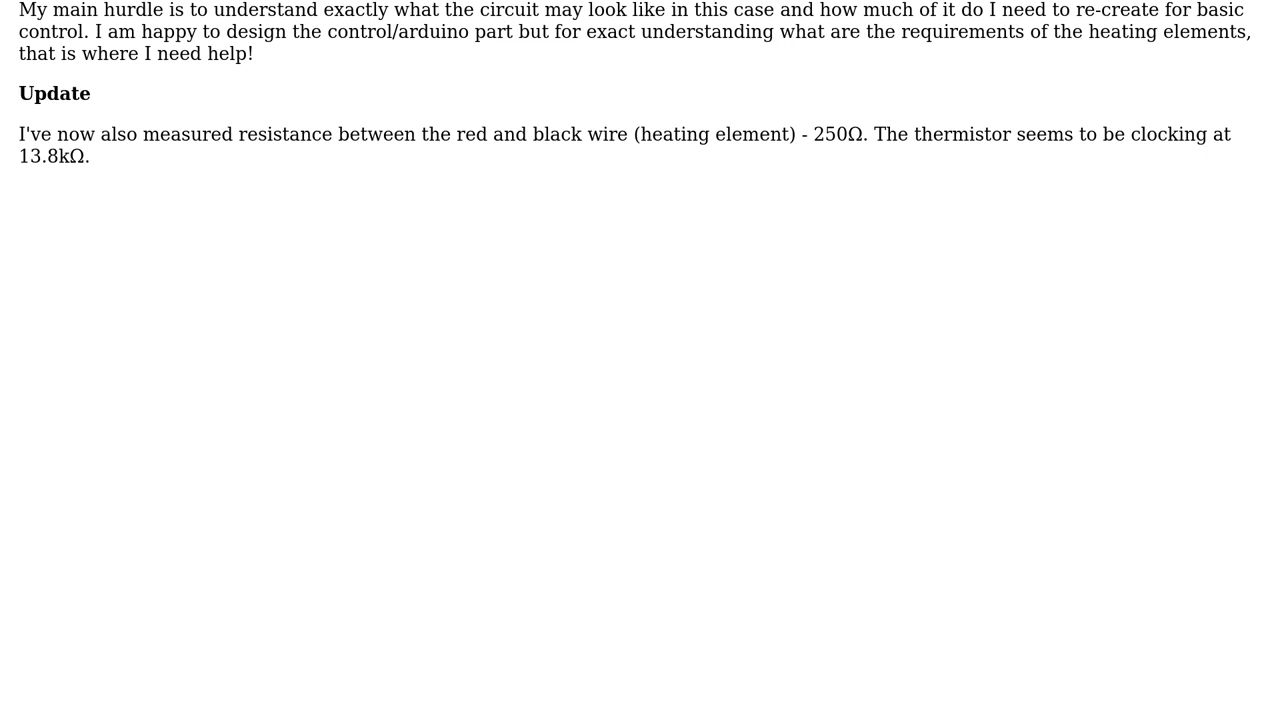 My main hurdle is to understand exactly what the circuit may look like in this case and how much of it do I need to re-create for basic
control. I am happy to design the control/arduino part but for exact understanding what are the requirements of the heating elements,
that is where I need help!
Update
I've now also measured resistance between the red and black wire (heating element) - 250Ω. The thermistor seems to be clocking at
13.8kΩ.